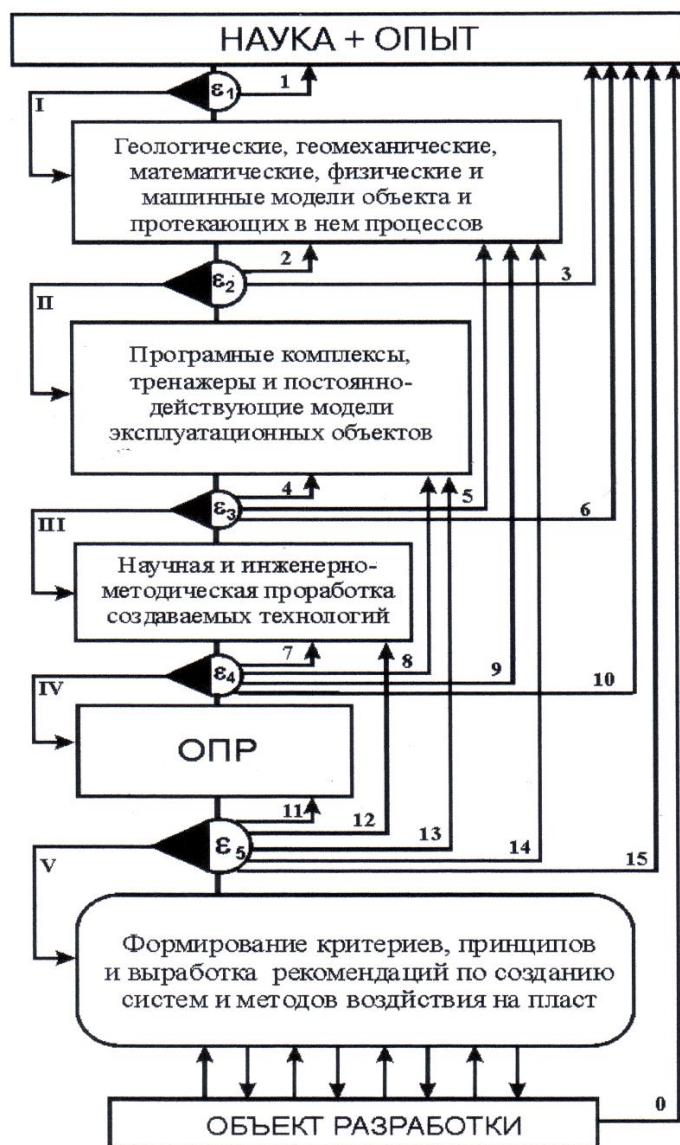 НАУКА + ОПЫТ
ε1
1
I
Геологические, геомеханические,
математические, физические и
машинные модели объекта и
протекающих в нем процессов
ε2
2
3
II
Програмные комплексы,
тренажеры и постоянно-
действующие модели
эксплуатационных объектов
ε3
4
5
6
III
Научная и инженерно-
методическая проработка
создаваемых технологий
ε4
7
8
9
10
IV
ОПР
ε5
11
12
13
14
15
V
Формирование критериев, принципов
и выработка рекомендаций по созданию
систем и методов воздйствия на пласт
0
ОБЪЕКТ РАЗРАБОТКИ